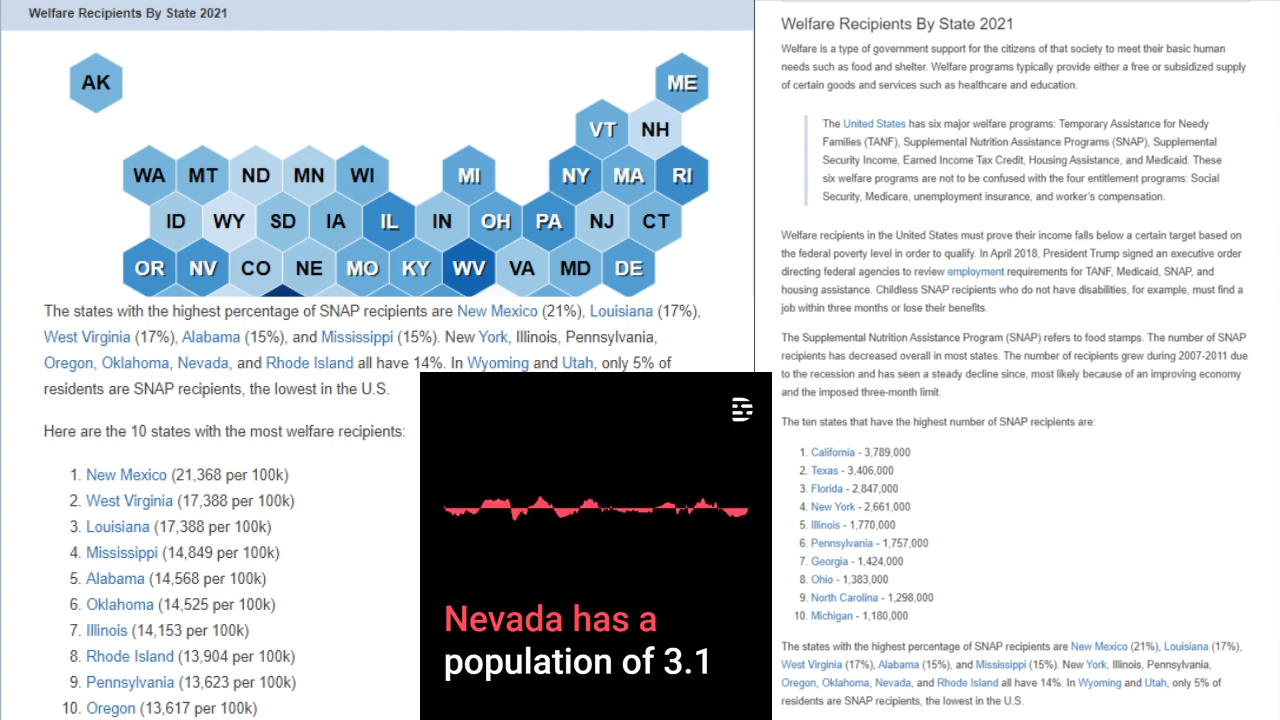 Welfare Recipients By State 2021
AK
ME
VT NH
WA MT ND MN WI MI NY MA RI
ID WY SD IA IL IN OH PA NJ CT
OR NV CO NE MO KY WV VA MD DE
The states with the highest percentage of SNAP recipients are New Mexico (21%), Louisiana (17%),
West Virginia (17%), Alabama (15%), and Mississippi (15%). New York, Illinois, Pennsylvania,
Oregon, Oklahoma, Nevada, and Rhode Island all have 14%. In Wyoming and Utah, only 5% of
residents are SNAP recipients, the lowest in the U.S.
Here are the 10 states with the most welfare recipients:
1. New Mexico (21,368 per 100k)
2. West Virginia (17,388 per 100k)
3. Louisiana (17,388 per 100k)
4. Mississippi (14,849 per 100k)
5. Alabama (14,568 per 100k)
6. Oklahoma (14,525 per 100k)
7. Illinois (14,153 per 100k)
8. Rhode Island (13,904 per 100k)
9. Pennsylvania (13,623 per 100k)
10. Oregon (13,617 per 100k)
Nevada has a
population of 3.1
Welfare Recipients By State 2021
Welfare is a type of government support for the citizens of that society to meet their basic human
needs such as food and shelter. Welfare programs typically provide either a free or subsidized supply
of certain goods and services such as healthcare and education.
The United States has six major welfare programs: Temporary Assistance for Needy
Families (TANF), Supplemental Nutrition Assistance Programs (SNAP), Supplemental
Security Income, Earned Income Tax Credit, Housing Assistance, and Medicaid. These
six welfare programs are not to be confused with the four entitlement programs: Social
Security, Medicare, unemployment insurance, and worker's compensation.
Welfare recipients in the United States must prove their income falls below a certain target based on
the federal poverty level in order to qualify. In April 2018, President Trump signed an executive order
directing federal agencies to review employment requirements for TANF, Medicaid, SNAP, and
housing assistance. Childless SNAP recipients who do not have disabilities, for example, must find a
job within three months or lose their benefits.
The Supplemental Nutrition Assistance Program (SNAP) refers to food stamps. The number of SNAP
recipients has decreased overall in most states. The number of recipients grew during 2007-2011 due
to the recession and has seen a steady decline since, most likely because of an improving economy
and the imposed three-month limit.
The ten states that have the highest number of SNAP recipients are:
1. California - 3,789,000
2. Texas - 3,406,000
3. Florida - 2,847,000
4. New York - 2,661,000
5. Illinois - 1,770,000
6. Pennsylvania - 1,757,000
7. Georgia - 1,424,000
8. Ohio - 1,383,000
9. North Carolina - 1,298,000
10. Michigan - 1,180,000
The states with the highest percentage of SNAP recipients are New Mexico (21%), Louisiana (17%),
West Virginia (17%), Alabama (15%), and Mississippi (15%). New York, Illinois, Pennsylvania,
Oregon, Oklahoma, Nevada, and Rhode Island all have 14%. In Wyoming and Utah, only 5% of
residents are SNAP recipients, the lowest in the U.S.